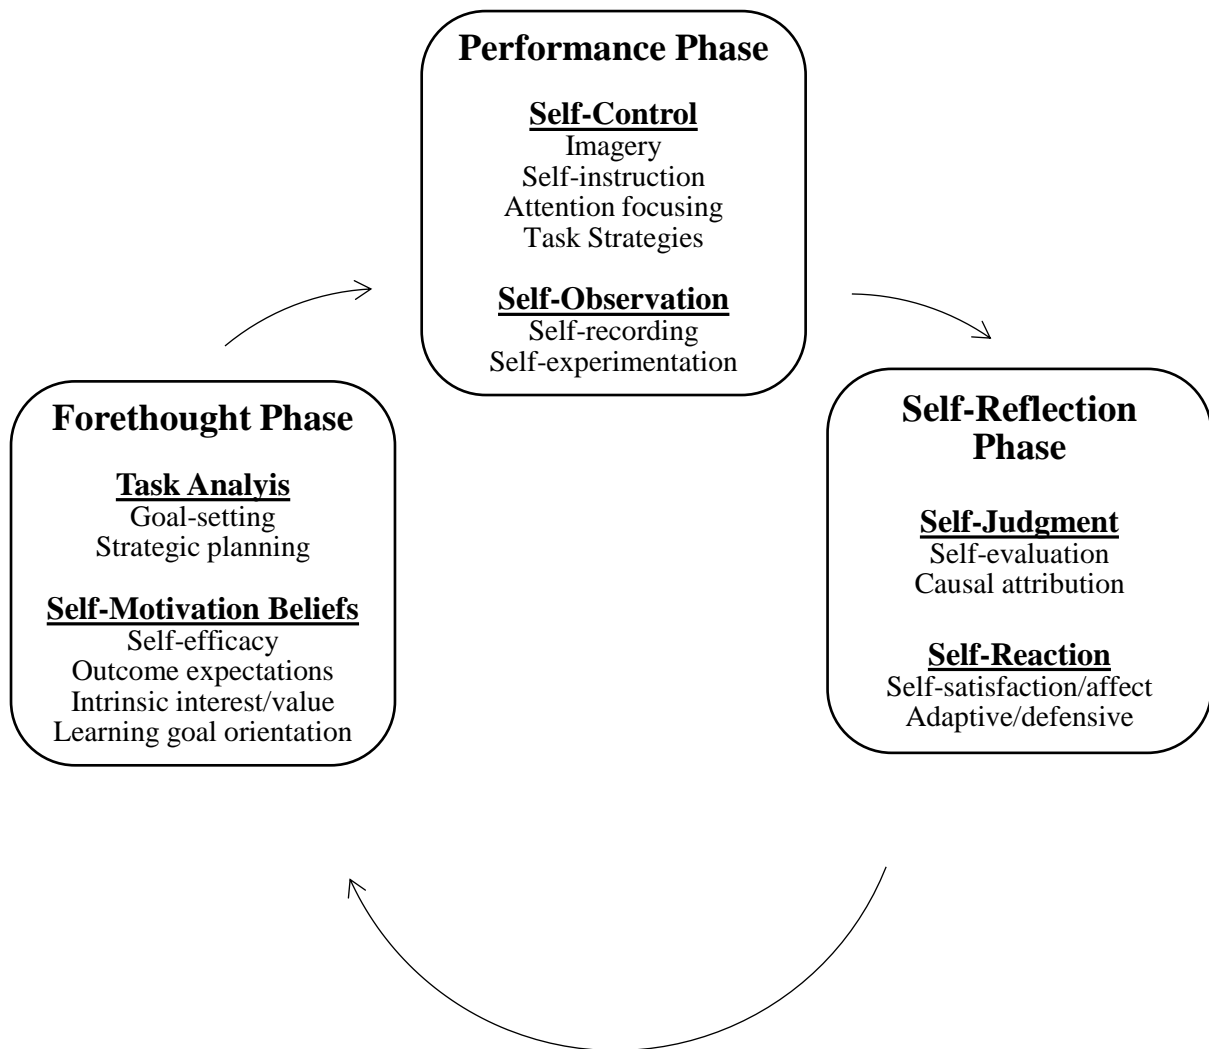 Performance Phase
Self-Control
Imagery
Self-instruction
Attention focusing
Task Strategies
Self-Observation
Self-recording
Self-experimentation
Forethought Phase
Task Analyis
Goal-setting
Strategic planning
Self-Motivation Beliefs
Self-efficacy
Outcome expectations
Intrinsic interest/value
Learning goal orientation
Self-Reflection
Phase
Self-Judgment
Self-evaluation
Causal attribution
Self-Reaction
Self-satisfaction/affect
Adaptive/defensive